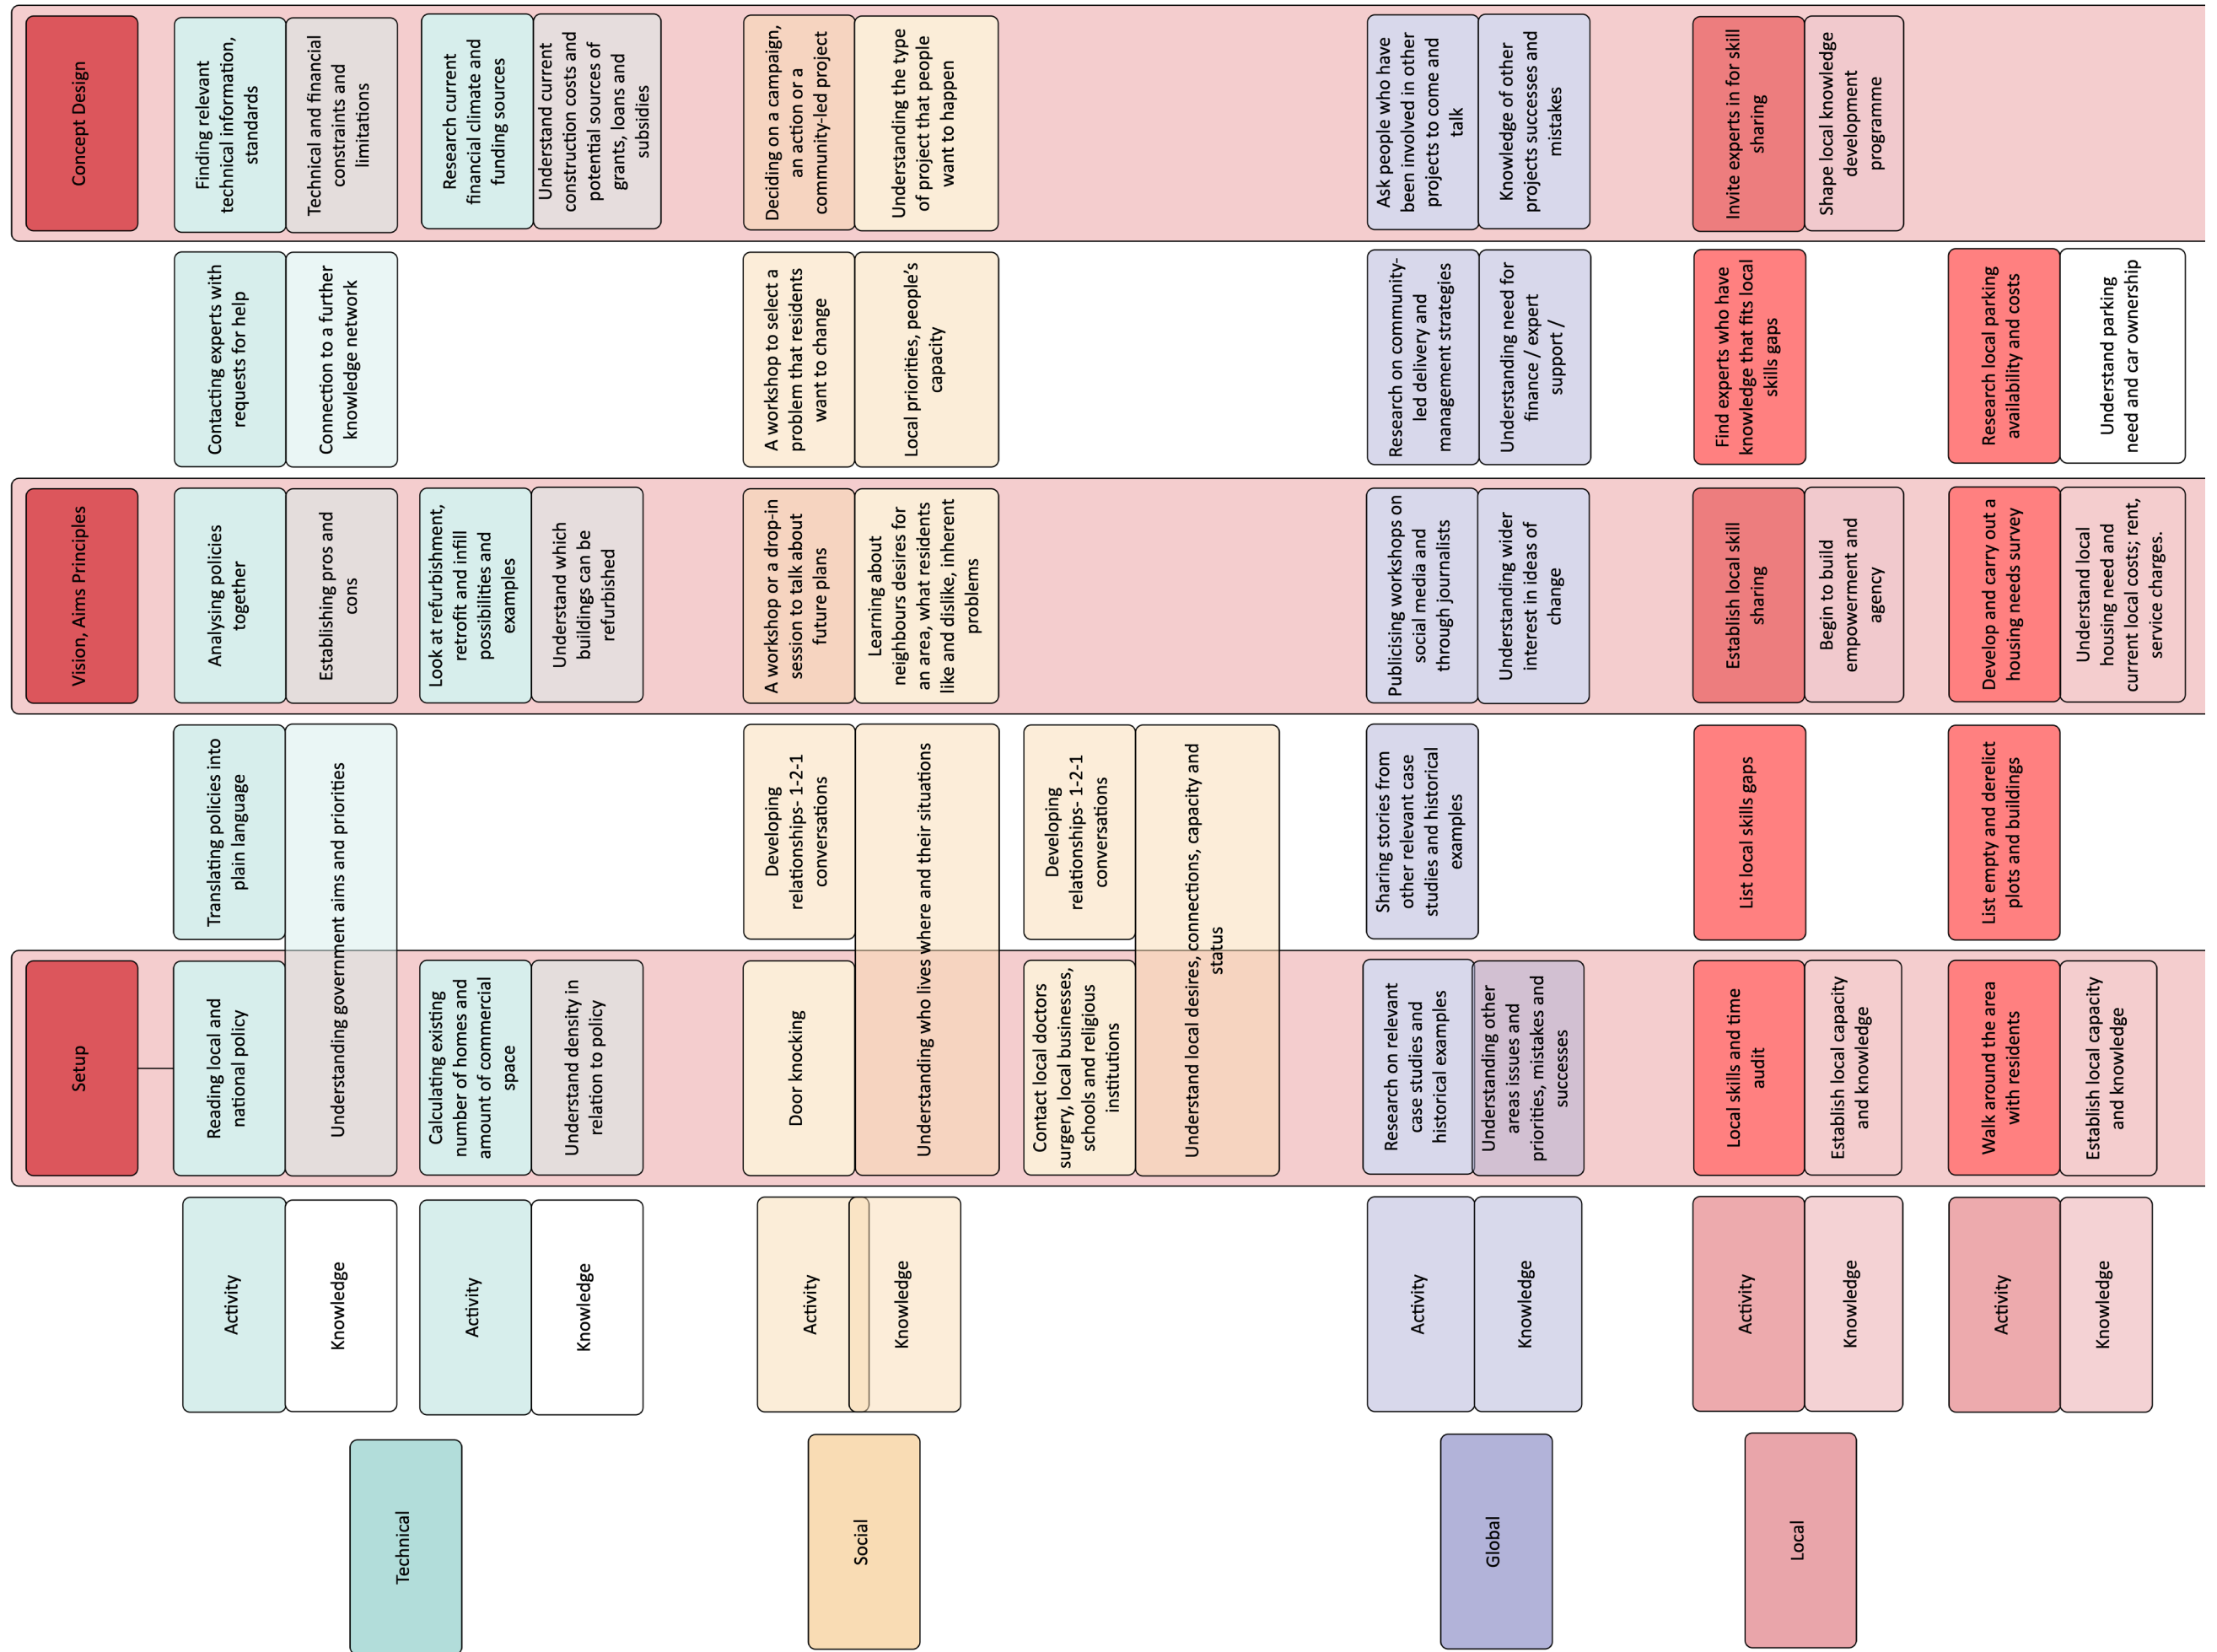 Setup
Vision, Aims Principles
Concept Design
Technical
Activity
Reading local and
national policy
Translating policies into
plain language
Analysing policies
together
Contacting experts with
requests for help
Finding relevant
technical information,
standards
Knowledge
Understanding government aims and priorities
Establishing pros and
cons
Connection to a further
knowledge network
Technical and financial
constraints and
limitations
Activity
Calculating existing
number of homes and
amount of commercial
space
Look at refurbishment,
retrofit and infill
possibilities and
examples
Research current
financial climate and
funding sources
Knowledge
Understand density in
relation to policy
Understand which
buildings can be
refurbished
Understand current
construction costs and
potential sources of
grants, loans and
subsidies
Social
Activity
Door knocking
Developing
relationships- 1-2-1
conversations
A workshop or a drop-in
session to talk about
future plans
A workshop to select a
problem that residents
want to change
Deciding on a campaign,
an action or a
community-led project
Knowledge
Understanding who lives where and their situations
Learning about
neighbours desires for
an area, what residents
like and dislike, inherent
problems
Local priorities, people’s
capacity
Understanding the type
of project that people
want to happen
Contact local doctors
surgery, local businesses,
schools and religious
institutions
Developing
relationships- 1-2-1
conversations
Understand local desires, connections, capacity and
status
Global
Activity
Research on relevant
case studies and
historical examples
Sharing stories from
other relevant case
studies and historical
examples
Publicising workshops on
social media and
through journalists
Research on community-
led delivery and
management strategies
Ask people who have
been involved in other
projects to come and
talk
Knowledge
Understanding other
areas issues and
priorities, mistakes and
successes
Understanding wider
interest in ideas of
change
Understanding need for
finance / expert
support /
Knowledge of other
projects successes and
mistakes
Local
Activity
Local skills and time
audit
List local skills gaps
Establish local skill
sharing
Find experts who have
knowledge that fits local
skills gaps
Invite experts in for skill
sharing
Knowledge
Establish local capacity
and knowledge
Begin to build
empowerment and
agency
Shape local knowledge
development
programme
Activity
Walk around the area
with residents
List empty and derelict
plots and buildings
Develop and carry out a
housing needs survey
Research local parking
availability and costs
Knowledge
Establish local capacity
and knowledge
Understand local
housing need and
current local costs; rent,
service charges.
Understand parking
need and car ownership